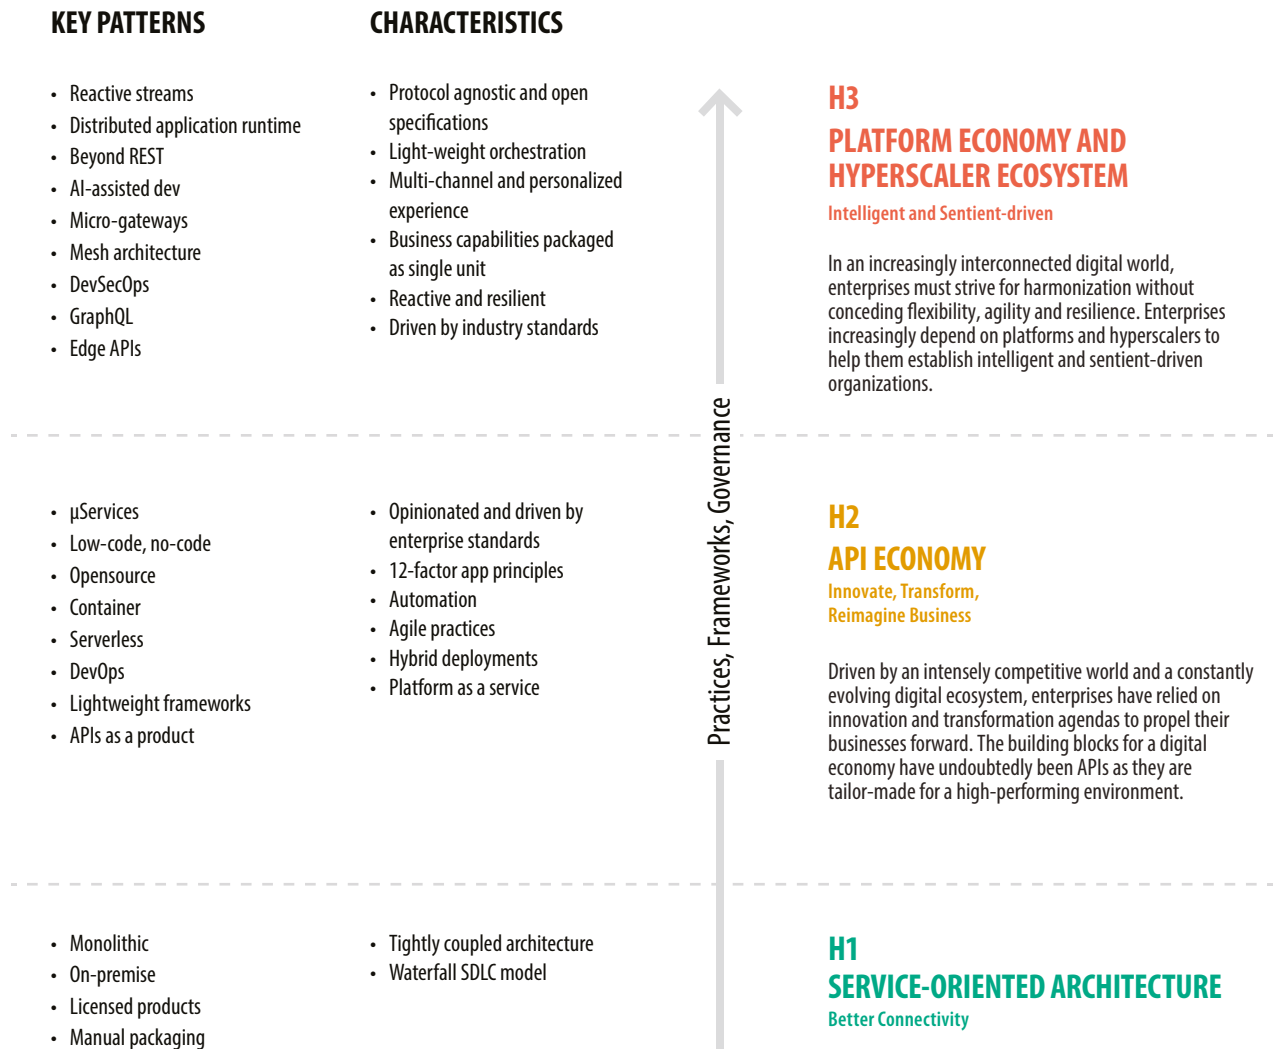 KEY PATTERNS
CHARACTERISTICS
• Reactive streams
• Distributed application runtime
• Beyond REST
• AI-assisted dev
• Micro-gateways
• Mesh architecture
• DevSecOps
• GraphQL
• Edge APIs
• Protocol agnostic and open
specifications
• Light-weight orchestration
• Multi-channel and personalized
experience
• Business capabilities packaged
as single unit
• Reactive and resilient
• Driven by industry standards
H3
PLATFORM ECONOMY AND
HYPERSCALER ECOSYSTEM
Intelligent and Sentient-driven
In an increasingly interconnected digital world,
enterprises must strive for harmonization without
conceding flexibility, agility and resilience. Enterprises
increasingly depend on platforms and hyperscalers to
help them establish intelligent and sentient-driven
organizations.
Practices, Frameworks, Governance
• µServices
• Low-code, no-code
• Opensource
• Container
• Serverless
• DevOps
• Lightweight frameworks
• APIs as a product
• Opinionated and driven by
enterprise standards
• 12-factor app principles
• Automation
• Agile practices
• Hybrid deployments
• Platform as a service
H2
API ECONOMY
Innovate, Transform,
Reimagine Business
Driven by an intensely competitive world and a constantly
evolving digital ecosystem, enterprises have relied on
innovation and transformation agendas to propel their
businesses forward. The building blocks for a digital
economy have undoubtedly been APIs as they are
tailor-made for a high-performing environment.
• Monolithic
• On-premise
• Licensed products
• Manual packaging
• Tightly coupled architecture
• Waterfall SDLC model
H1
SERVICE-ORIENTED ARCHITECTURE
Better Connectivity